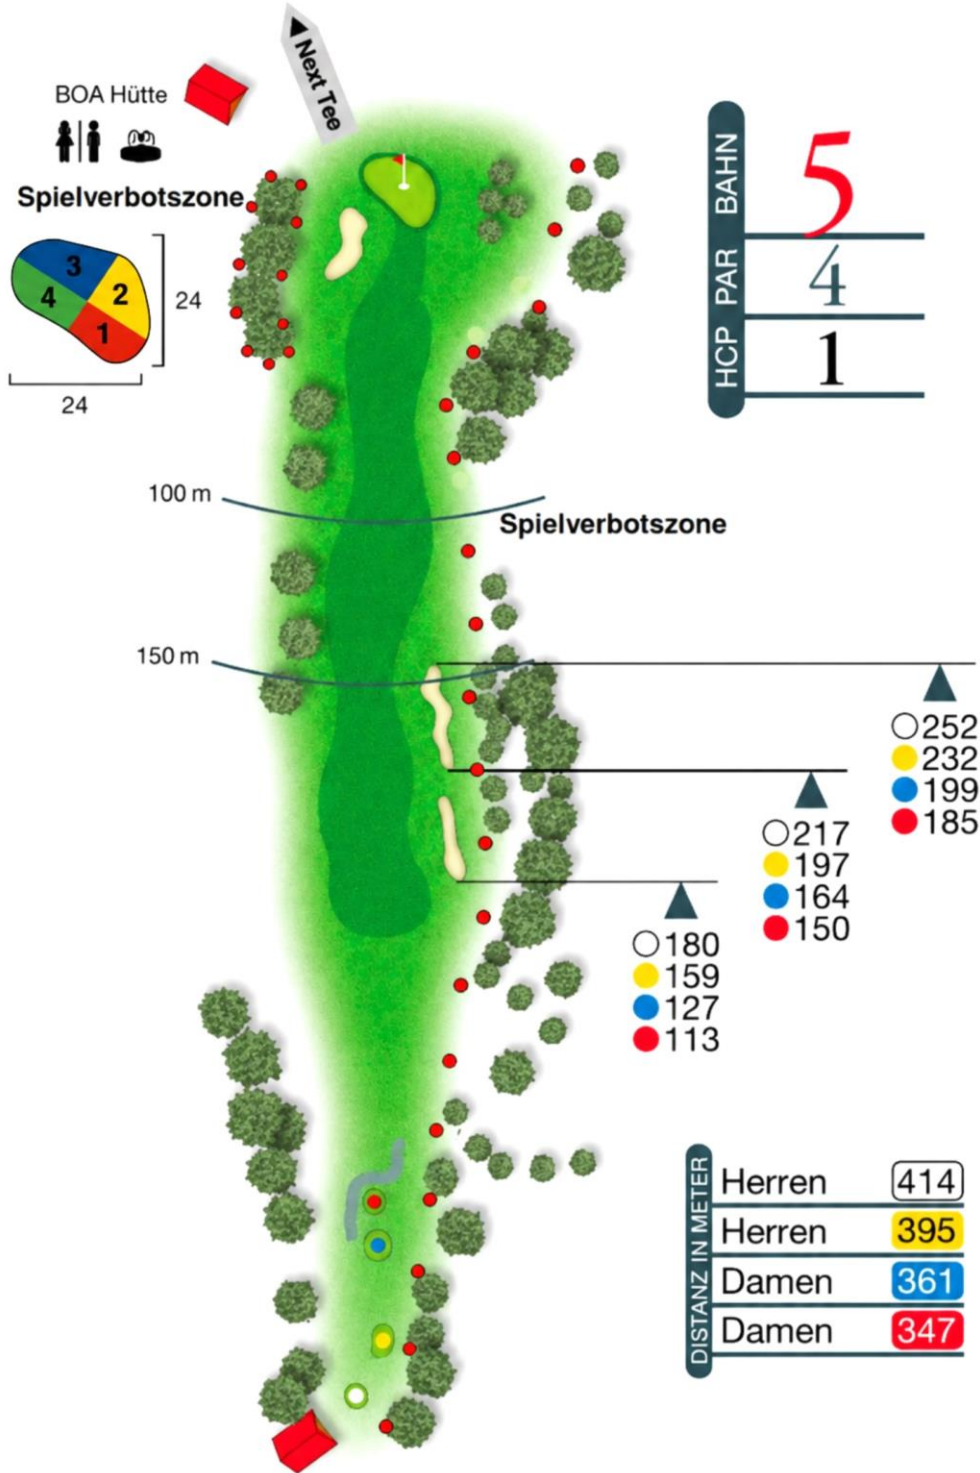 Next Tee
BOA Hütte
Spielverbotszone
3
4
2
1
24
24
BAHN
5
PAR
4
HCP
1
100 m
Spielverbotszone
150 m
252
232
199
185
217
197
164
150
180
159
127
113
DISTANZ IN METER
Herren 414
Herren 395
Damen 361
Damen 347